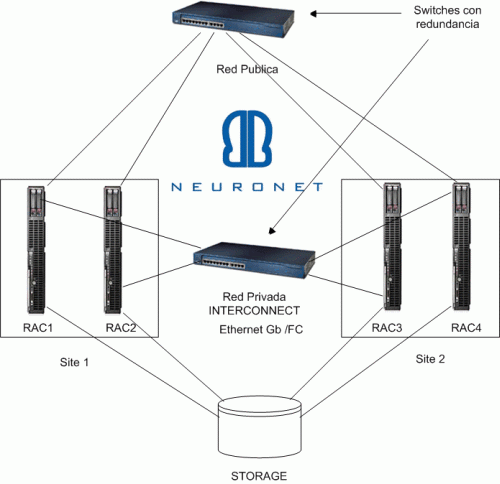 Switches con
redundancia
Red Publica
NEURONET
Red Privada
INTERCONNECT
Ethernet Gb /FC
RAC1
RAC2
RAC3
RAC4
Site 1
Site 2
STORAGE